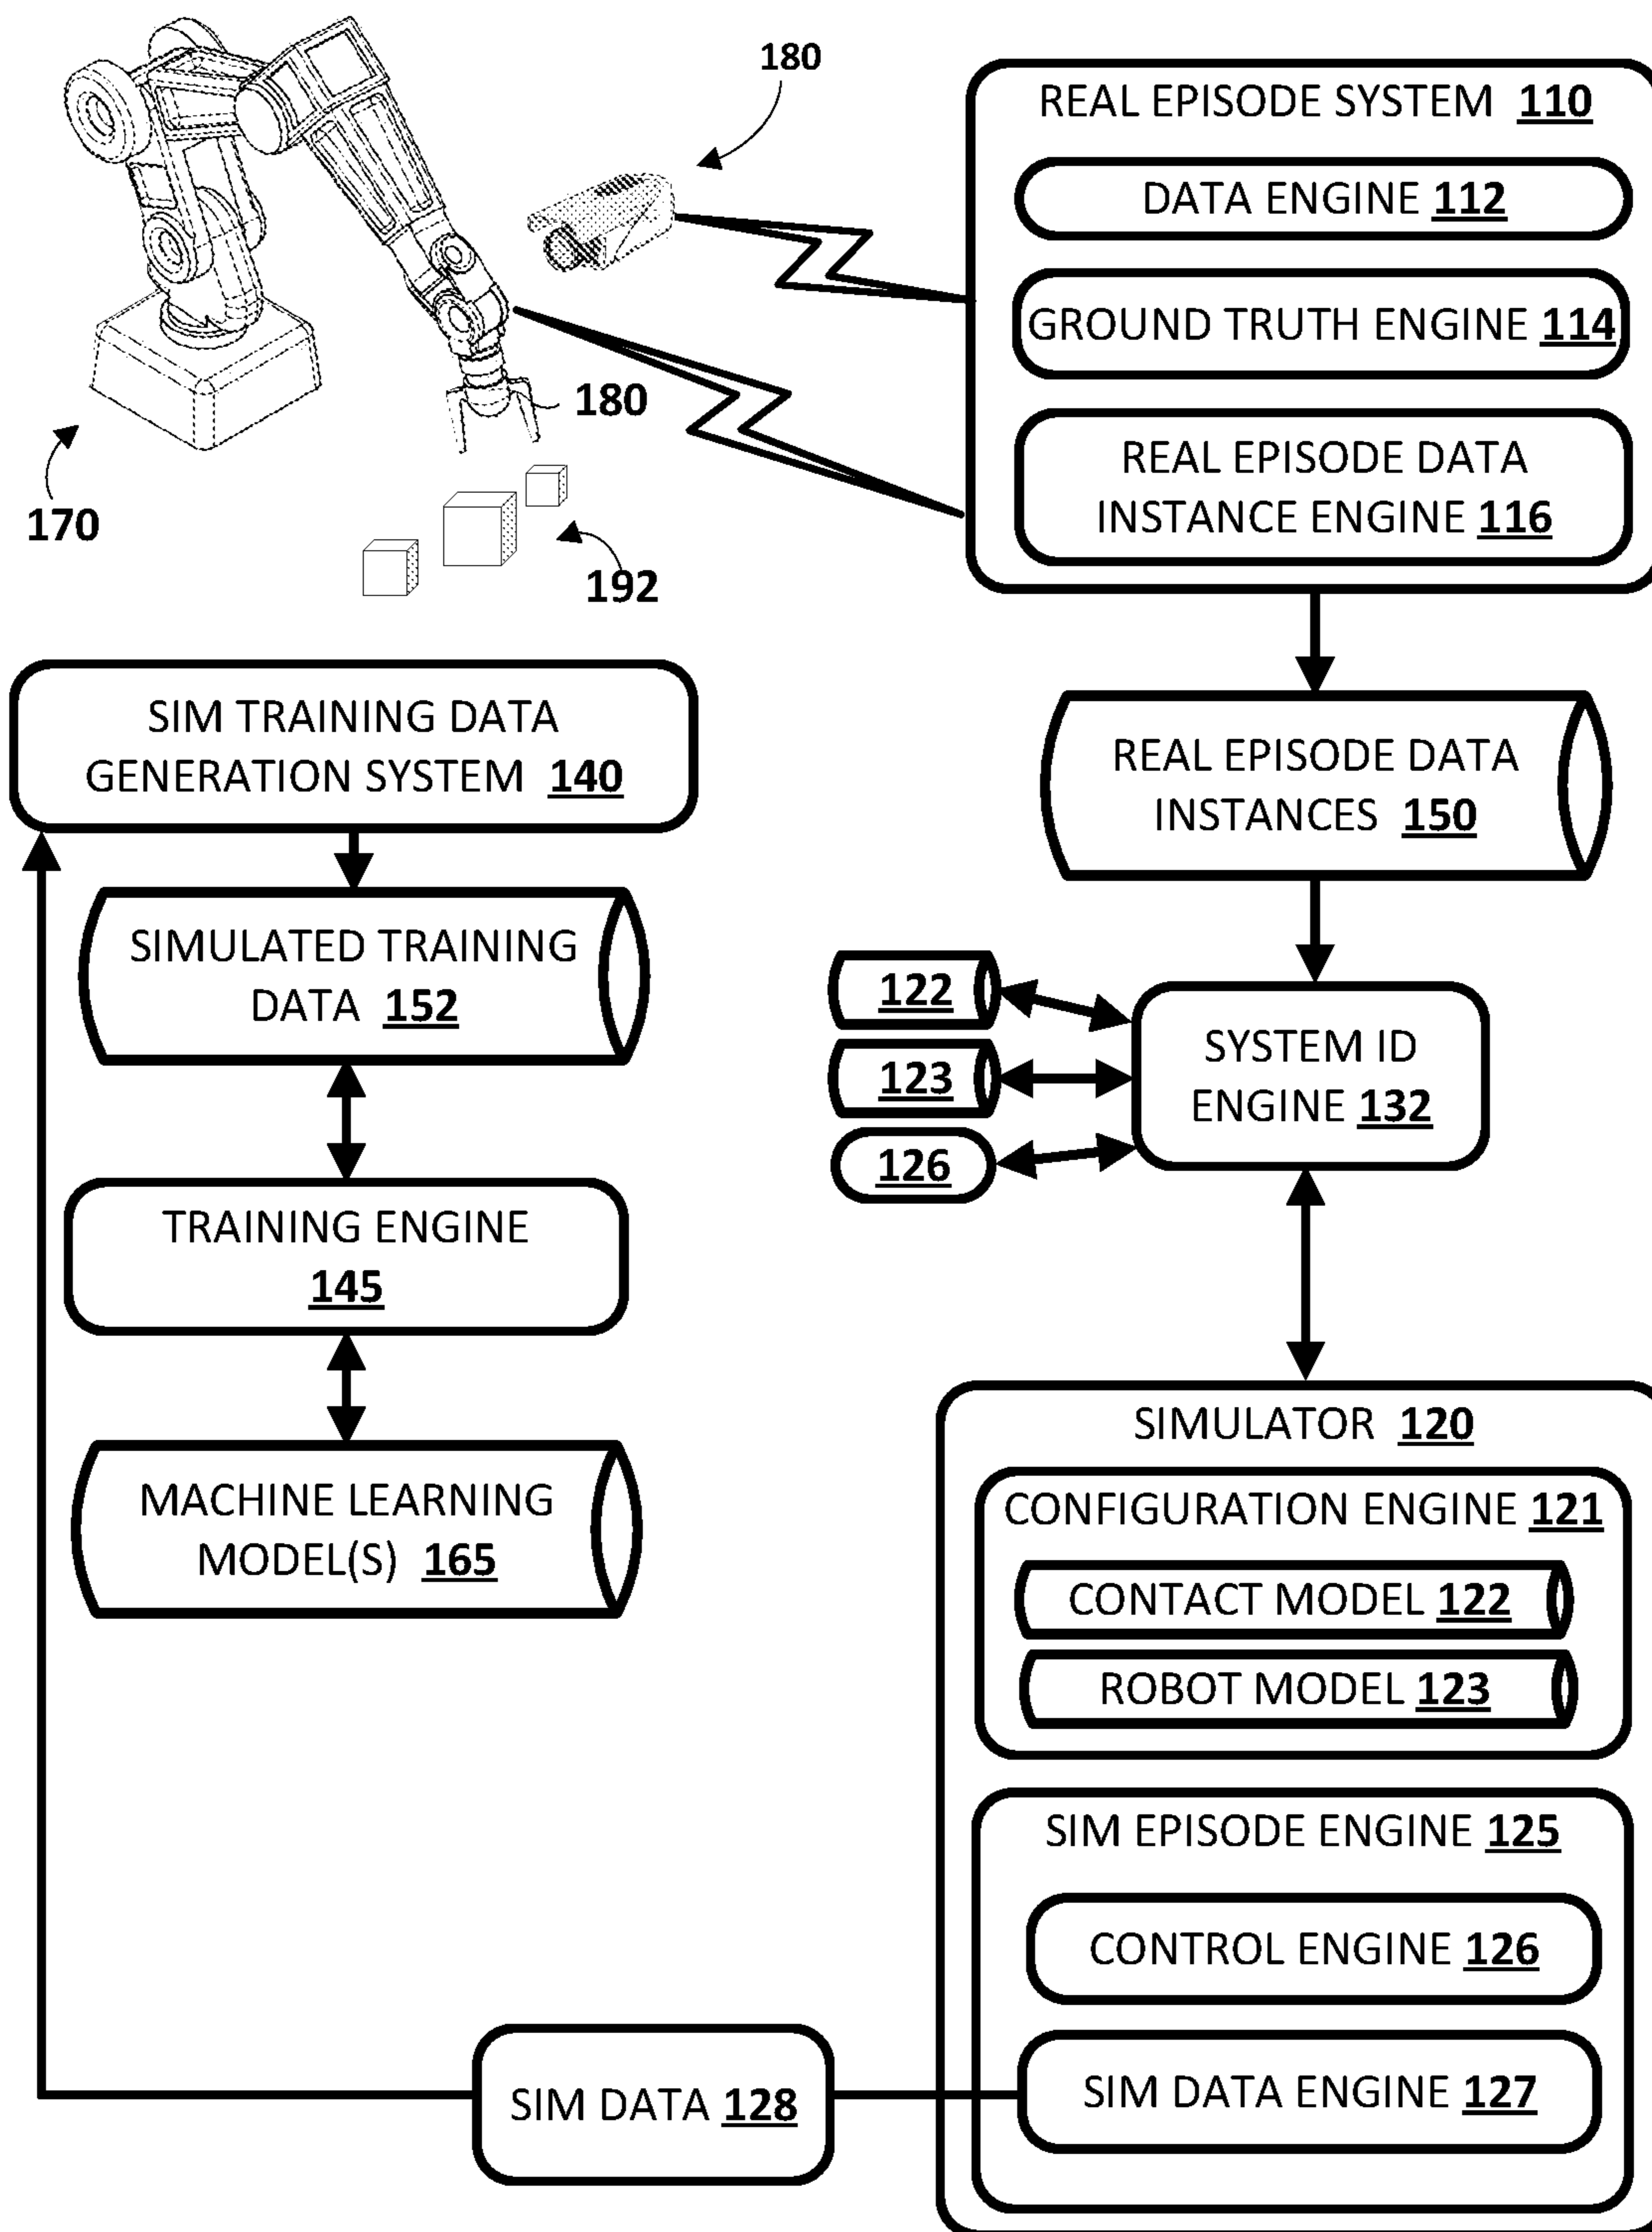 180
REAL EPISODE SYSTEM 110
DATA ENGINE 112
GROUND TRUTH ENGINE 114
180
REAL EPISODE DATA
INSTANCE ENGINE 116
170
192
SIM TRAINING DATA
GENERATION SYSTEM 140
REAL EPISODE DATA
INSTANCES 150
SIMULATED TRAINING
DATA 152
122
123
126
SYSTEM ID
ENGINE 132
TRAINING ENGINE
145
MACHINE LEARNING
MODEL(S) 165
SIMULATOR 120
CONFIGURATION ENGINE 121
CONTACT MODEL 122
ROBOT MODEL 123
SIM EPISODE ENGINE 125
CONTROL ENGINE 126
SIM DATA ENGINE 127
SIM DATA 128